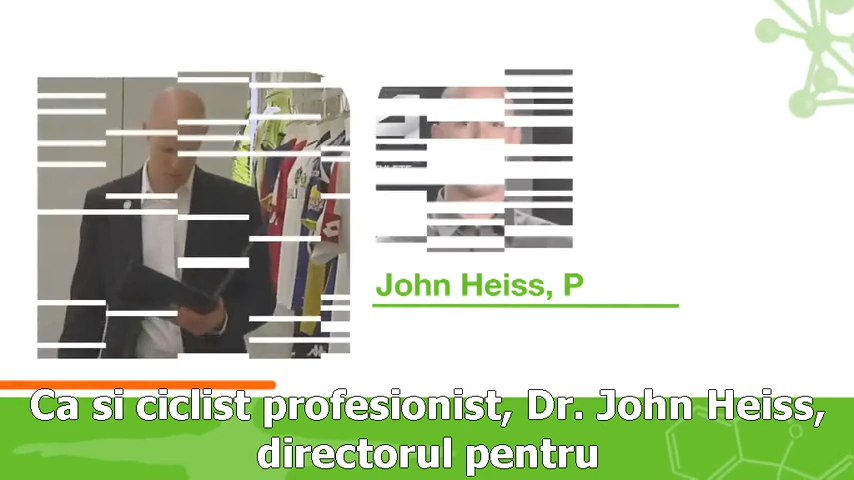 John Heiss, P
Ca si ciclist profesionist, Dr. John Heiss,
directorul pentru